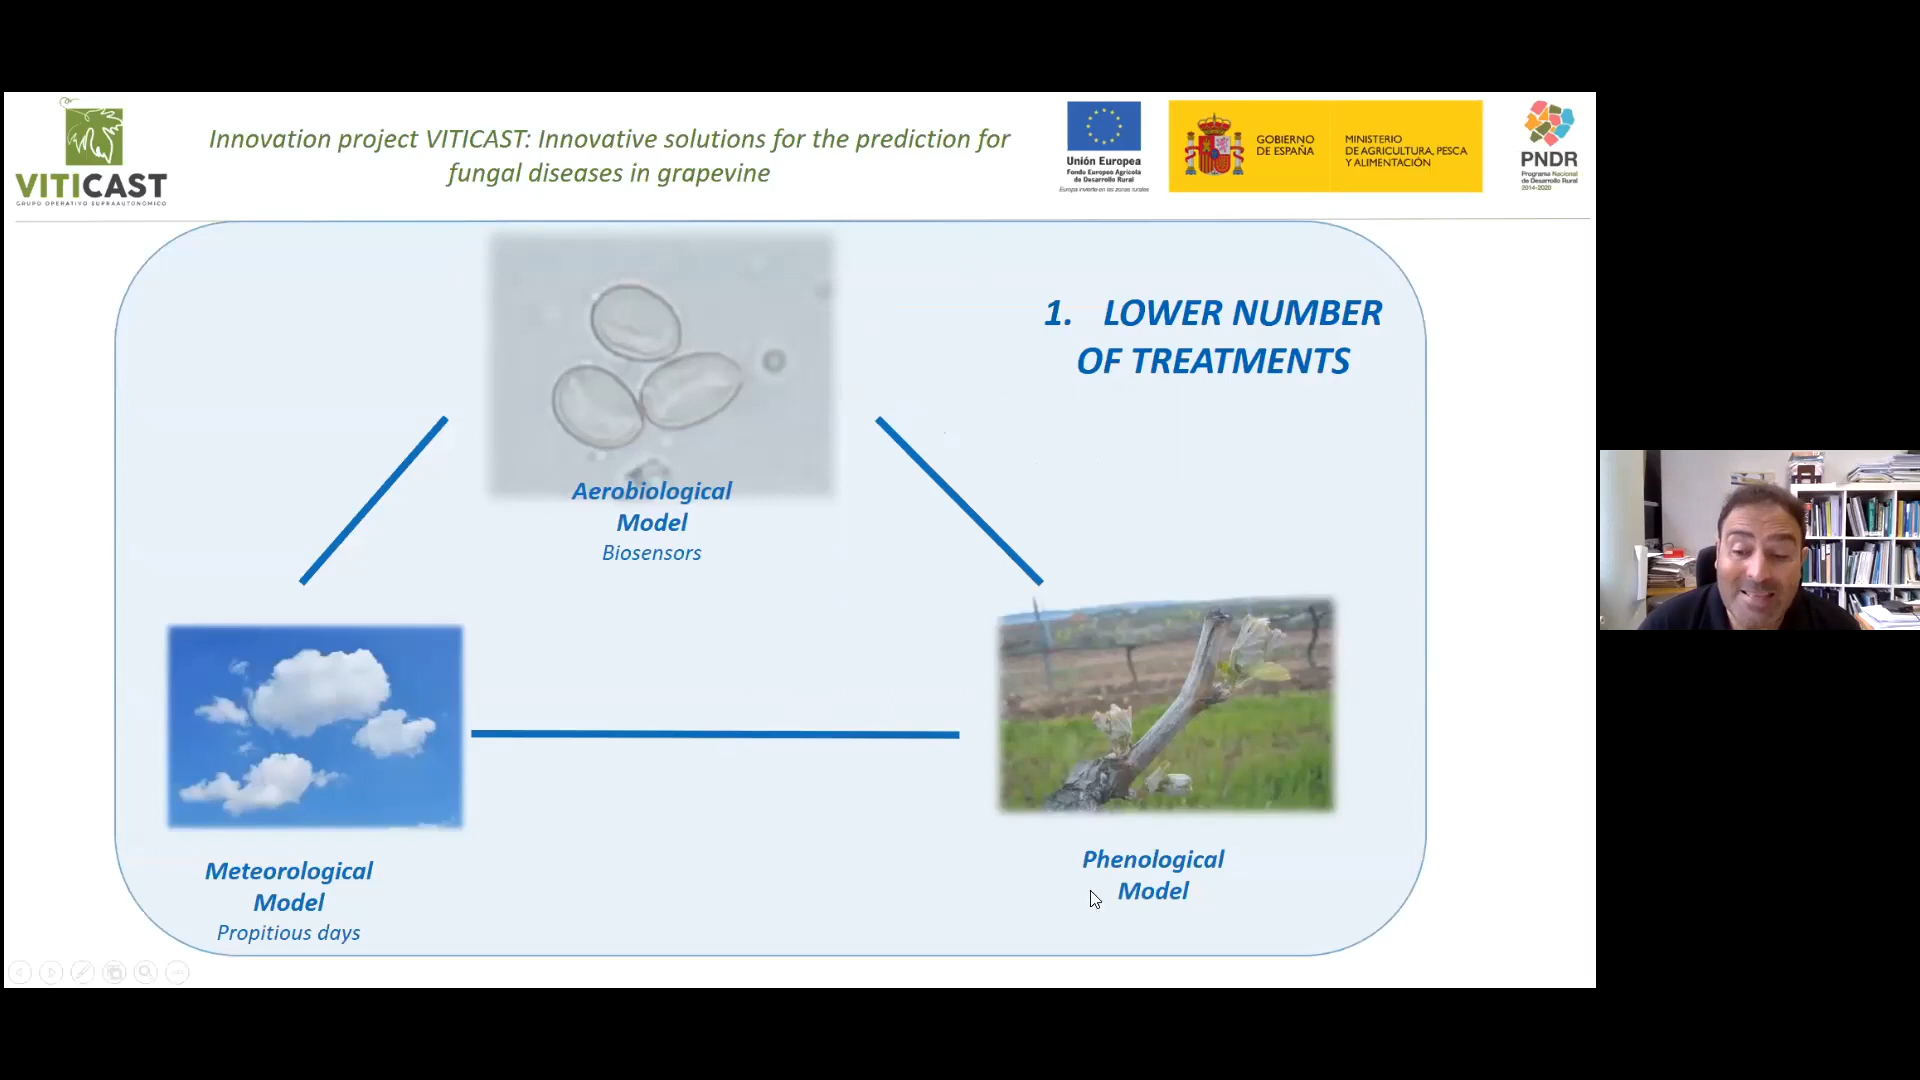 VITICAST
GRUPO OPERATIVO SUPRAAUTONÓMICO
Innovation project VITICAST: Innovative solutions for the prediction for
fungal diseases in grapevine
Unión Europea
Fondo Europeo Agrícola
de Desarrollo Rural
Europa invierte en las zonas rurales
GOBIERNO
DE ESPAÑA
MINISTERIO
DE AGRICULTURA, PESCA
Y ALIMENTACIÓN
PNDR
Programa Nacional
de Desarrollo Rural
2014-2020
1. LOWER NUMBER
OF TREATMENTS
Aerobiological
Model
Biosensors
Meteorological
Model
Propitious days
Phenological
Model